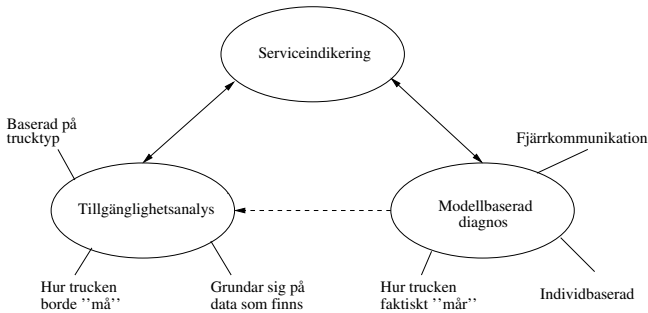 Serviceindikering
Baserad på
trucktyp
Fjärrkommunikation
Tillgänglighetsanalys
Modellbaserad
diagnos
Hur trucken
borde ''må''
Grundar sig på
data som finns
Hur trucken
faktiskt ''mår''
Individbaserad